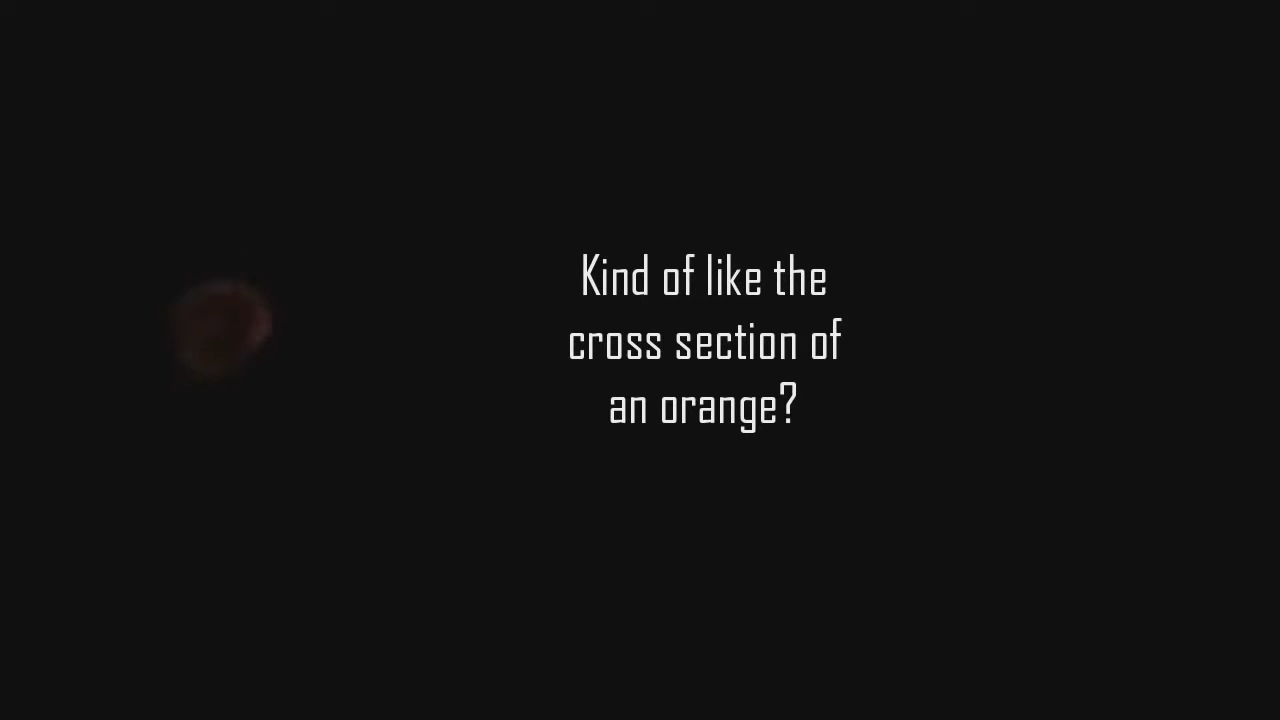 Kind of like the
cross section of
an orange?